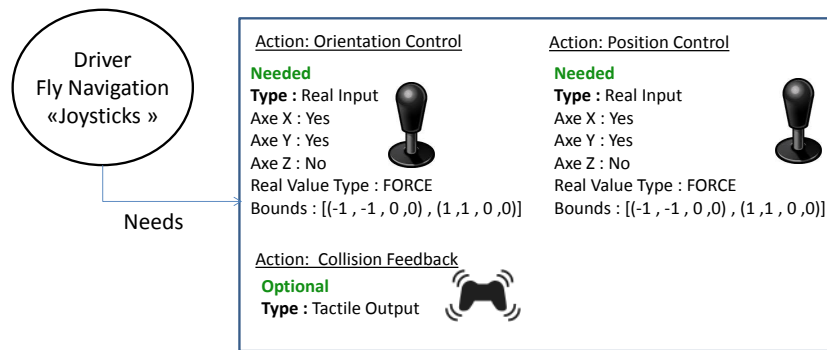 Driver
Fly Navigation
«Joysticks »
Needs
Action: Orientation Control
Needed
Type : Real Input
Axe X : Yes
Axe Y : Yes
Axe Z : No
Real Value Type : FORCE
Bounds : [(-1 , -1, 0 ,0) , (1 ,1 , 0 ,0)]
Action: Position Control
Needed
Type : Real Input
Axe X : Yes
Axe Y : Yes
Axe Z : No
Real Value Type : FORCE
Bounds : [(-1 , -1, 0 ,0) , (1 ,1 , 0 ,0)]
Action: Collision Feedback
Optional
Type : Tactile Output